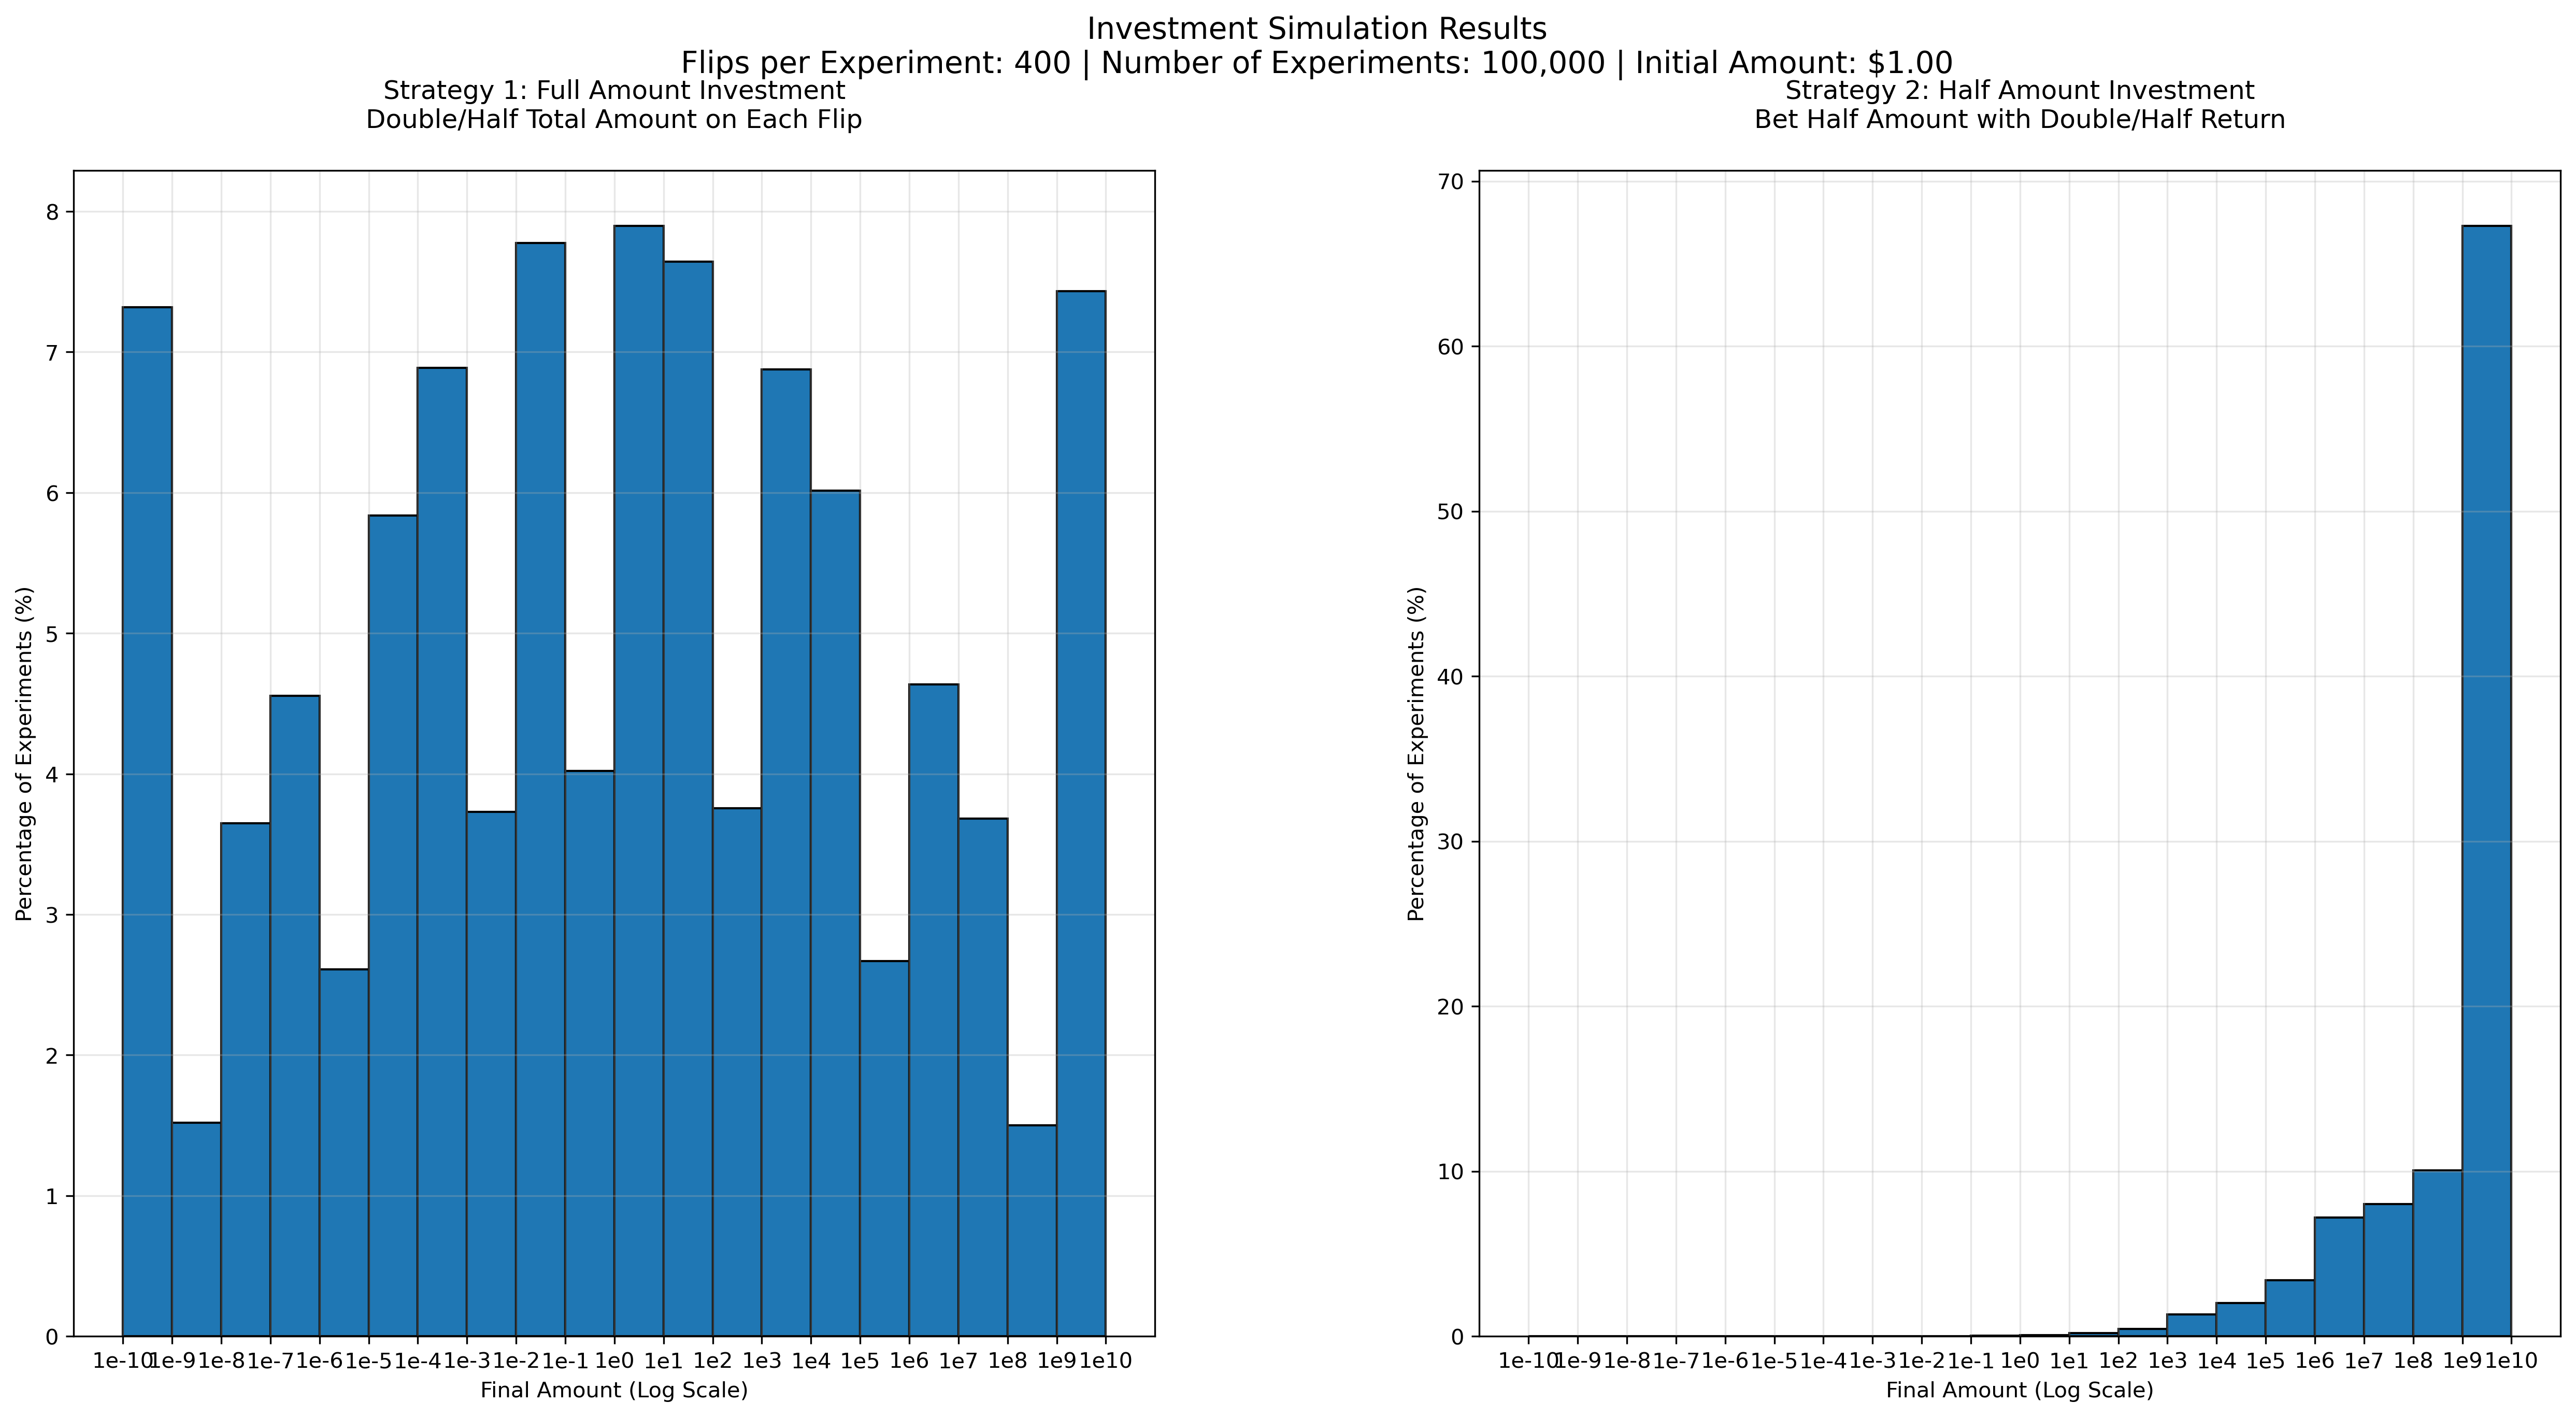 Investment Simulation Results
Flips per Experiment: 400 | Number of Experiments: 100,000 | Initial Amount: $1.00
Strategy 1: Full Amount Investment
Double/Half Total Amount on Each Flip
8
7
6
5
4
3
2
1
0
Percentage of Experiments (%)
1e-10 1e-9 1e-8 1e-7 1e-6 1e-5 1e-4 1e-3 1e-2 1e-1 1e0 1e1 1e2 1e3 1e4 1e5 1e6 1e7 1e8 1e9 1e10
Final Amount (Log Scale)
Strategy 2: Half Amount Investment
Bet Half Amount with Double/Half Return
70
60
50
40
30
20
10
0
Percentage of Experiments (%)
1e-10 1e-9 1e-8 1e-7 1e-6 1e-5 1e-4 1e-3 1e-2 1e-1 1e0 1e1 1e2 1e3 1e4 1e5 1e6 1e7 1e8 1e9 1e10
Final Amount (Log Scale)